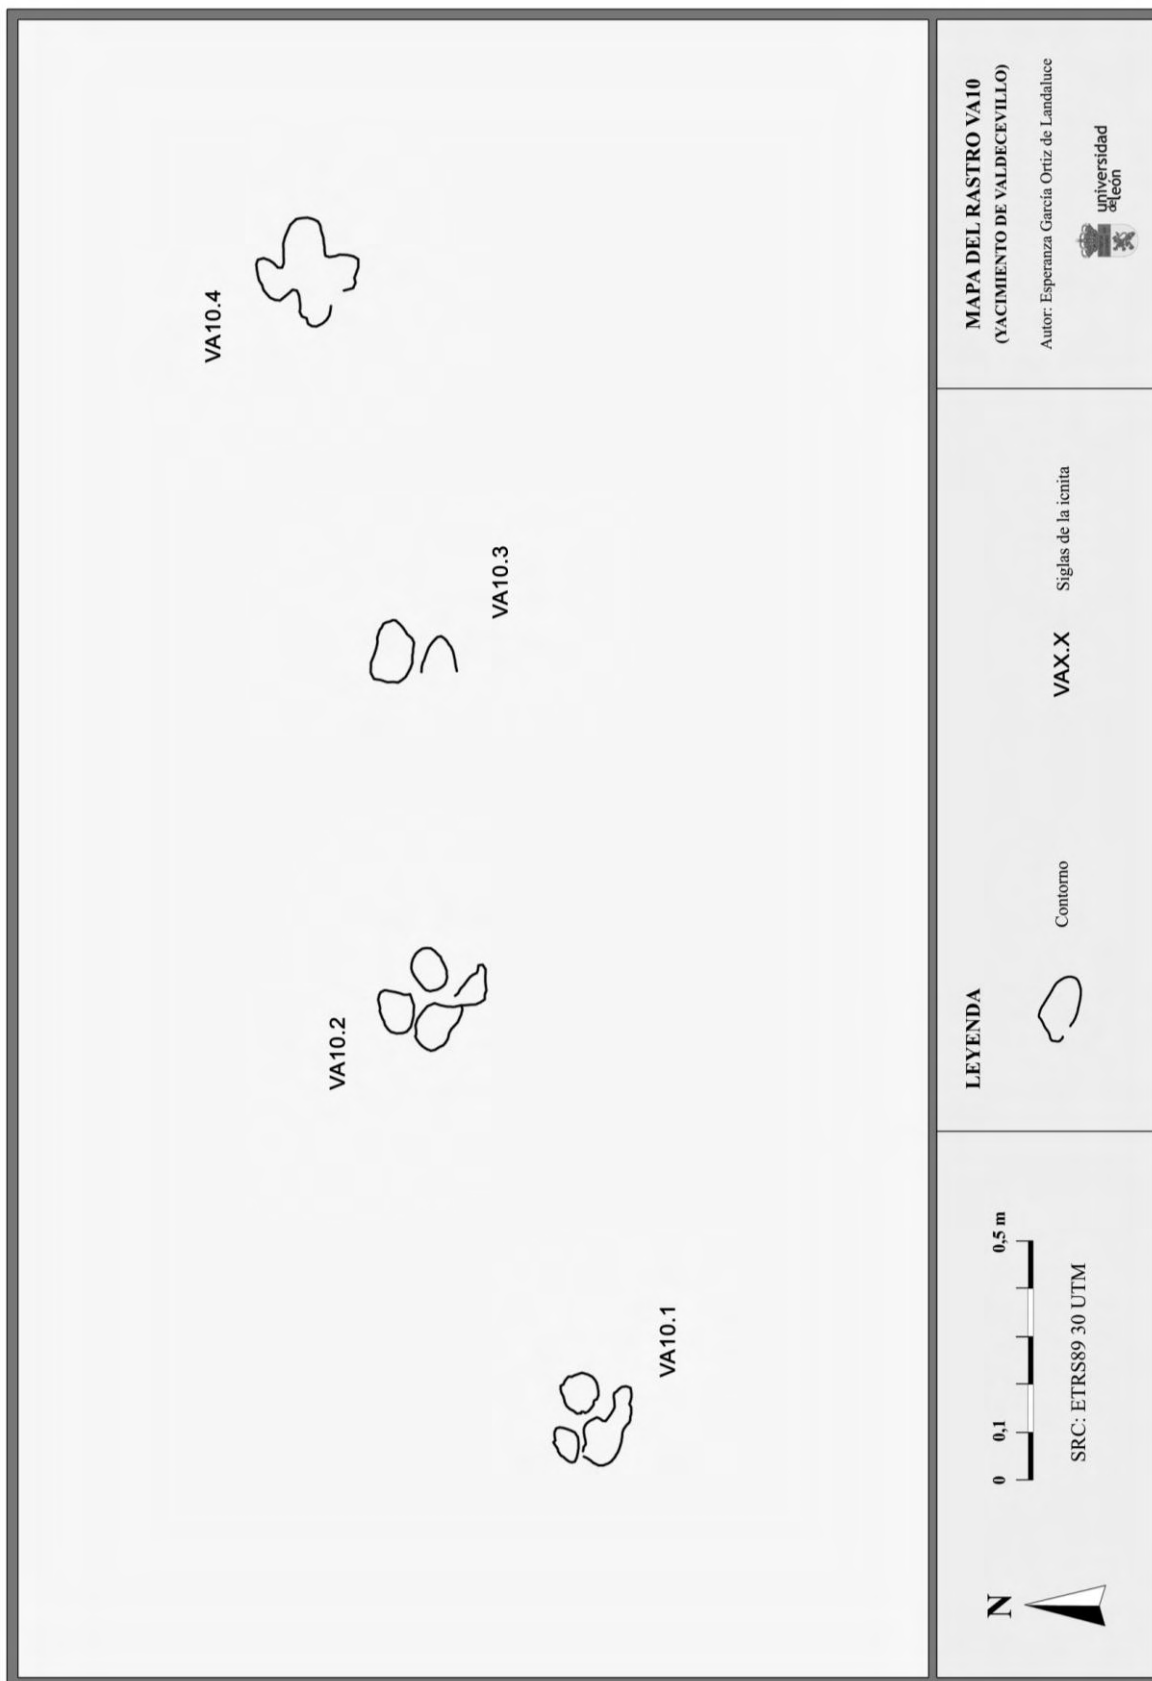 VA10.4
VA10.3
VA10.2
VA10.1
N
0 0,1 0,5 m
SRC: ETRS89 30 UTM
LEYENDA
Contorno
VAX.X Siglas de la icnita
MAPA DEL RASTRO VA10
(YACIMIENTO DE VALDECEVILLO)
Autor: Esperanza García Ortiz de Landaluce
universidad
de león